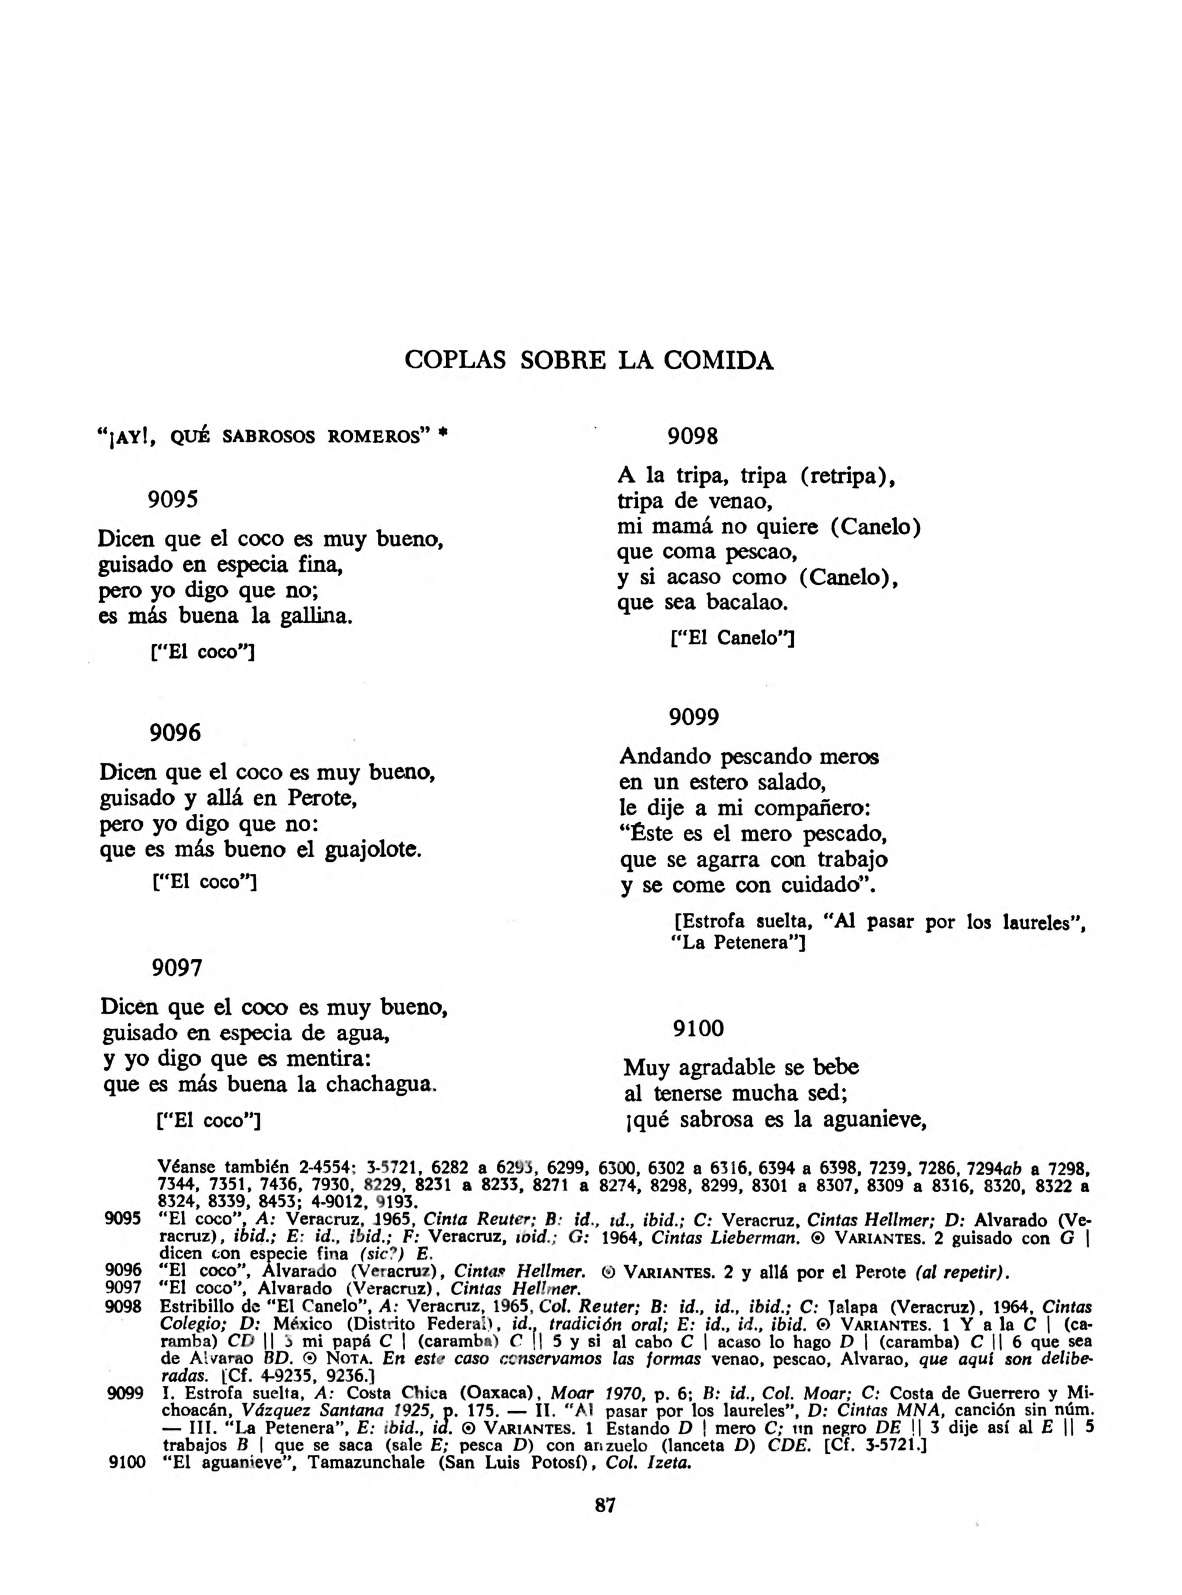 COPLAS SOBRE LA COMIDA
“¡AY!, QUÉ SABROSOS ROMEROS” *
9095
Dicen que el coco es muy bueno,
guisado en especia fina,
pero yo digo que no;
es más buena la gallina.
["El coco"]
9096
Dicen que el coco es muy bueno,
guisado y allá en Perote,
pero yo digo que no:
que es más bueno el guajolote.
["El coco"]
9097
Dicen que el coco es muy bueno,
guisado en especia de agua,
y yo digo que es mentira:
que es más buena la chachagua.
["El coco"]
9098
A la tripa, tripa (retripa),
tripa de venao,
mi mamá no quiere (Canelo)
que coma pescao,
y si acaso como (Canelo),
que sea bacalao.
["El Canelo"]
9099
Andando pescando meros
en un estero salado,
le dije a mi compañero:
“Éste es el mero pescado,
que se agarra con trabajo
y se come con cuidado”.
[Estrofa suelta, "Al pasar por los laureles",
"La Petenera"]
9100
Muy agradable se bebe
al tenerse mucha sed;
¡qué sabrosa es la aguanieve,
Véanse también 2-4554; 3-5721, 6282 a 6293, 6299, 6300, 6302 a 6316, 6394 a 6398, 7239, 7286, 7294ab a 7298,
7344, 7351, 7436, 7930, 8229, 8231 a 8233, 8271 a 8274, 8298, 8299, 8301 a 8307, 8309 a 8316, 8320, 8322 a
8324, 8339, 8453; 4-9012, 9193.
9095 "El coco", A: Veracruz, 1965, Cinta Reuter; B: id., id., ibid.; C: Veracruz, Cintas Hellmer; D: Alvarado (Ve-
racruz), ibid.; E: id., ibid.; F: Veracruz, ibid.; G: 1964, Cintas Lieberman. ⊙ VARIANTES. 2 guisado con G |
dicen con especie fina (sic?) E.
9096 "El coco", Alvarado (Veracruz), Cintas Hellmer. ⊙ VARIANTES. 2 y allá por el Perote (al repetir).
9097 "El coco", Alvarado (Veracruz), Cintas Hellmer.
9098 Estribillo de "El Canelo", A: Veracruz, 1965, Col. Reuter; B: id., id., ibid.; C: Jalapa (Veracruz), 1964, Cintas
Colegio; D: México (Distrito Federal), id., tradición oral; E: id., id., ibid. ⊙ VARIANTES. 1 Y a la C | (ca-
ramba) CD || 3 mi papá C | (caramba) C || 5 y si al cabo C | acaso lo hago D | (caramba) C || 6 que sea
de Alvarao BD. ⊙ NOTA. En este caso conservamos las formas venao, pescao, Alvarao, que aquí son delibe-
radas. [Cf. 4-9235, 9236.]
9099 I. Estrofa suelta, A: Costa Chica (Oaxaca), Moar 1970, p. 6; B: id., Col. Moar; C: Costa de Guerrero y Mi-
choacán, Vázquez Santana 1925, p. 175. — II. "Al pasar por los laureles", D: Cintas MNA, canción sin núm.
— III. "La Petenera", E: ibid., id. ⊙ VARIANTES. 1 Estando D | mero C; un negro DE || 3 dije así al E || 5
trabajos B | que se saca (sale E; pesca D) con anzuelo (lanceta D) CDE. [Cf. 3-5721.]
9100 "El aguanieve", Tamazunchale (San Luis Potosí), Col. Izeta.
87